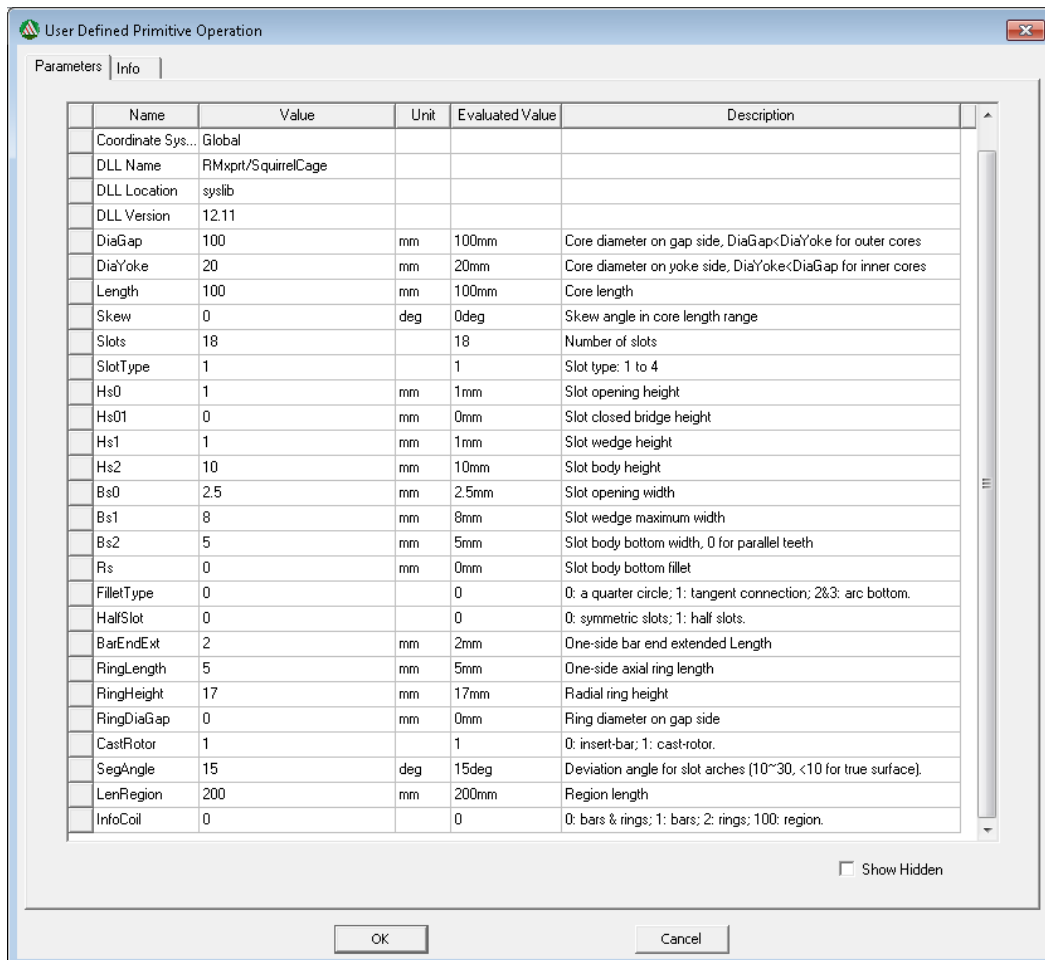 User Defined Primitive Operation
Parameters Info
Name Value Unit Evaluated Value Description
Coordinate Sys... Global
DLL Name RMxprt/SquirrelCage
DLL Location syslib
DLL Version 12.11
DiaGap 100 mm 100mm Core diameter on gap side, DiaGap<DiaYoke for outer cores
DiaYoke 20 mm 20mm Core diameter on yoke side, DiaYoke<DiaGap for inner cores
Length 100 mm 100mm Core length
Skew 0 deg 0deg Skew angle in core length range
Slots 18 18 Number of slots
SlotType 1 1 Slot type: 1 to 4
Hs0 1 mm 1mm Slot opening height
Hs01 0 mm 0mm Slot closed bridge height
Hs1 1 mm 1mm Slot wedge height
Hs2 10 mm 10mm Slot body height
Bs0 2.5 mm 2.5mm Slot opening width
Bs1 8 mm 8mm Slot wedge maximum width
Bs2 5 mm 5mm Slot body bottom width, 0 for parallel teeth
Rs 0 mm 0mm Slot body bottom fillet
FilletType 0 0 0: a quarter circle; 1: tangent connection; 2&3: arc bottom.
HalfSlot 0 0 0: symmetric slots; 1: half slots.
BarEndExt 2 mm 2mm One-side bar end extended Length
RingLength 5 mm 5mm One-side axial ring length
RingHeight 17 mm 17mm Radial ring height
RingDiaGap 0 mm 0mm Ring diameter on gap side
CastRotor 1 1 0: insert-bar; 1: cast-rotor.
SegAngle 15 deg 15deg Deviation angle for slot arches (10~30, <10 for true surface).
LenRegion 200 mm 200mm Region length
InfoCoil 0 0 0: bars & rings; 1: bars; 2: rings; 100: region.
Show Hidden
OK Cancel